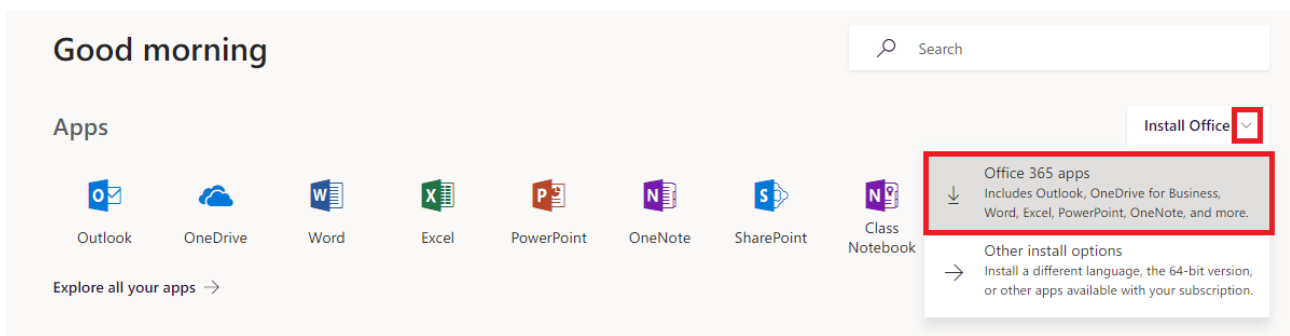 Good morning
Search
Apps
Install Office
Office 365 apps
Includes Outlook, OneDrive for Business,
Word, Excel, PowerPoint, OneNote, and more.
Outlook
OneDrive
Word
Excel
PowerPoint
OneNote
SharePoint
Class
Notebook
Other install options
Install a different language, the 64-bit version,
or other apps available with your subscription.
Explore all your apps →